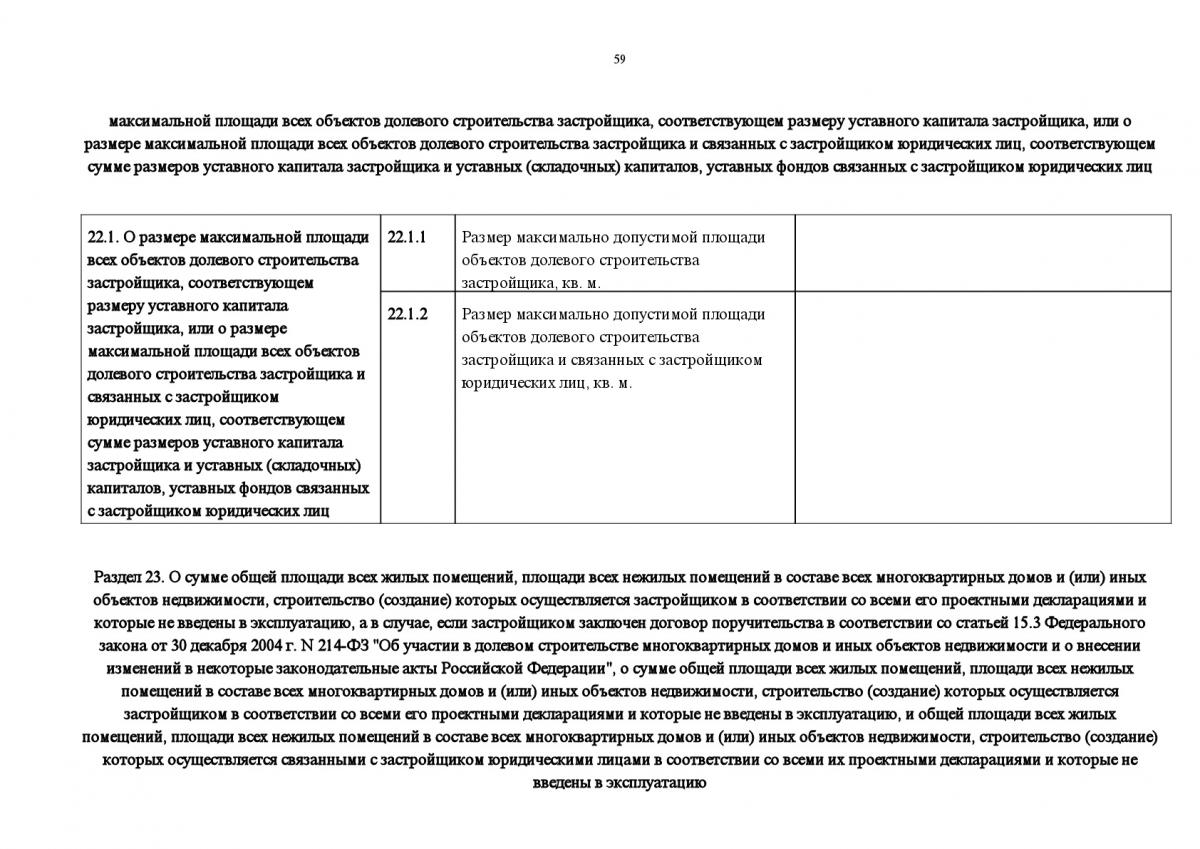 59
максимальной площади всех объектов долевого строительства застройщика, соответствующем размеру уставного капитала застройщика, или о
размере максимальной площади всех объектов долевого строительства застройщика и связанных с застройщиком юридических лиц, соответствующем
сумме размеров уставного капитала застройщика и уставных (складочных) капиталов, уставных фондов связанных с застройщиком юридических лиц
22.1. О размере максимальной площади
всех объектов долевого строительства
застройщика, соответствующем
размеру уставного капитала
застройщика, или о размере
максимальной площади всех объектов
долевого строительства застройщика и
связанных с застройщиком
юридических лиц, соответствующем
сумме размеров уставного капитала
застройщика и уставных (складочных)
капиталов, уставных фондов связанных
с застройщиком юридических лиц
22.1.1
Размер максимально допустимой площади
объектов долевого строительства
застройщика, кв. м.
22.1.2
Размер максимально допустимой площади
объектов долевого строительства
застройщика и связанных с застройщиком
юридических лиц, кв. м.
Раздел 23. О сумме общей площади всех жилых помещений, площади всех нежилых помещений в составе всех многоквартирных домов и (или) иных
объектов недвижимости, строительство (создание) которых осуществляется застройщиком в соответствии со всеми его проектными декларациями и
которые не введены в эксплуатацию, а в случае, если застройщиком заключен договор поручительства в соответствии со статьей 15.3 Федерального
закона от 30 декабря 2004 г. N 214-ФЗ "Об участии в долевом строительстве многоквартирных домов и иных объектов недвижимости и о внесении
изменений в некоторые законодательные акты Российской Федерации", о сумме общей площади всех жилых помещений, площади всех нежилых
помещений в составе всех многоквартирных домов и (или) иных объектов недвижимости, строительство (создание) которых осуществляется
застройщиком в соответствии со всеми его проектными декларациями и которые не введены в эксплуатацию, и общей площади всех жилых
помещений, площади всех нежилых помещений в составе всех многоквартирных домов и (или) иных объектов недвижимости, строительство (создание)
которых осуществляется связанными с застройщиком юридическими лицами в соответствии со всеми их проектными декларациями и которые не
введены в эксплуатацию